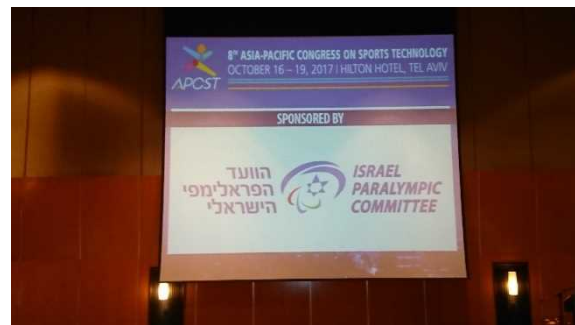 8TH ASIA-PACIFIC CONGRESS ON SPORTS TECHNOLOGY
OCTOBER 16 – 19, 2017 | HILTON HOTEL, TEL AVIV
APCST
SPONSORED BY
הוועד
הפראלימפי
הישראלי
ISRAEL
PARALYMPIC
COMMITTEE